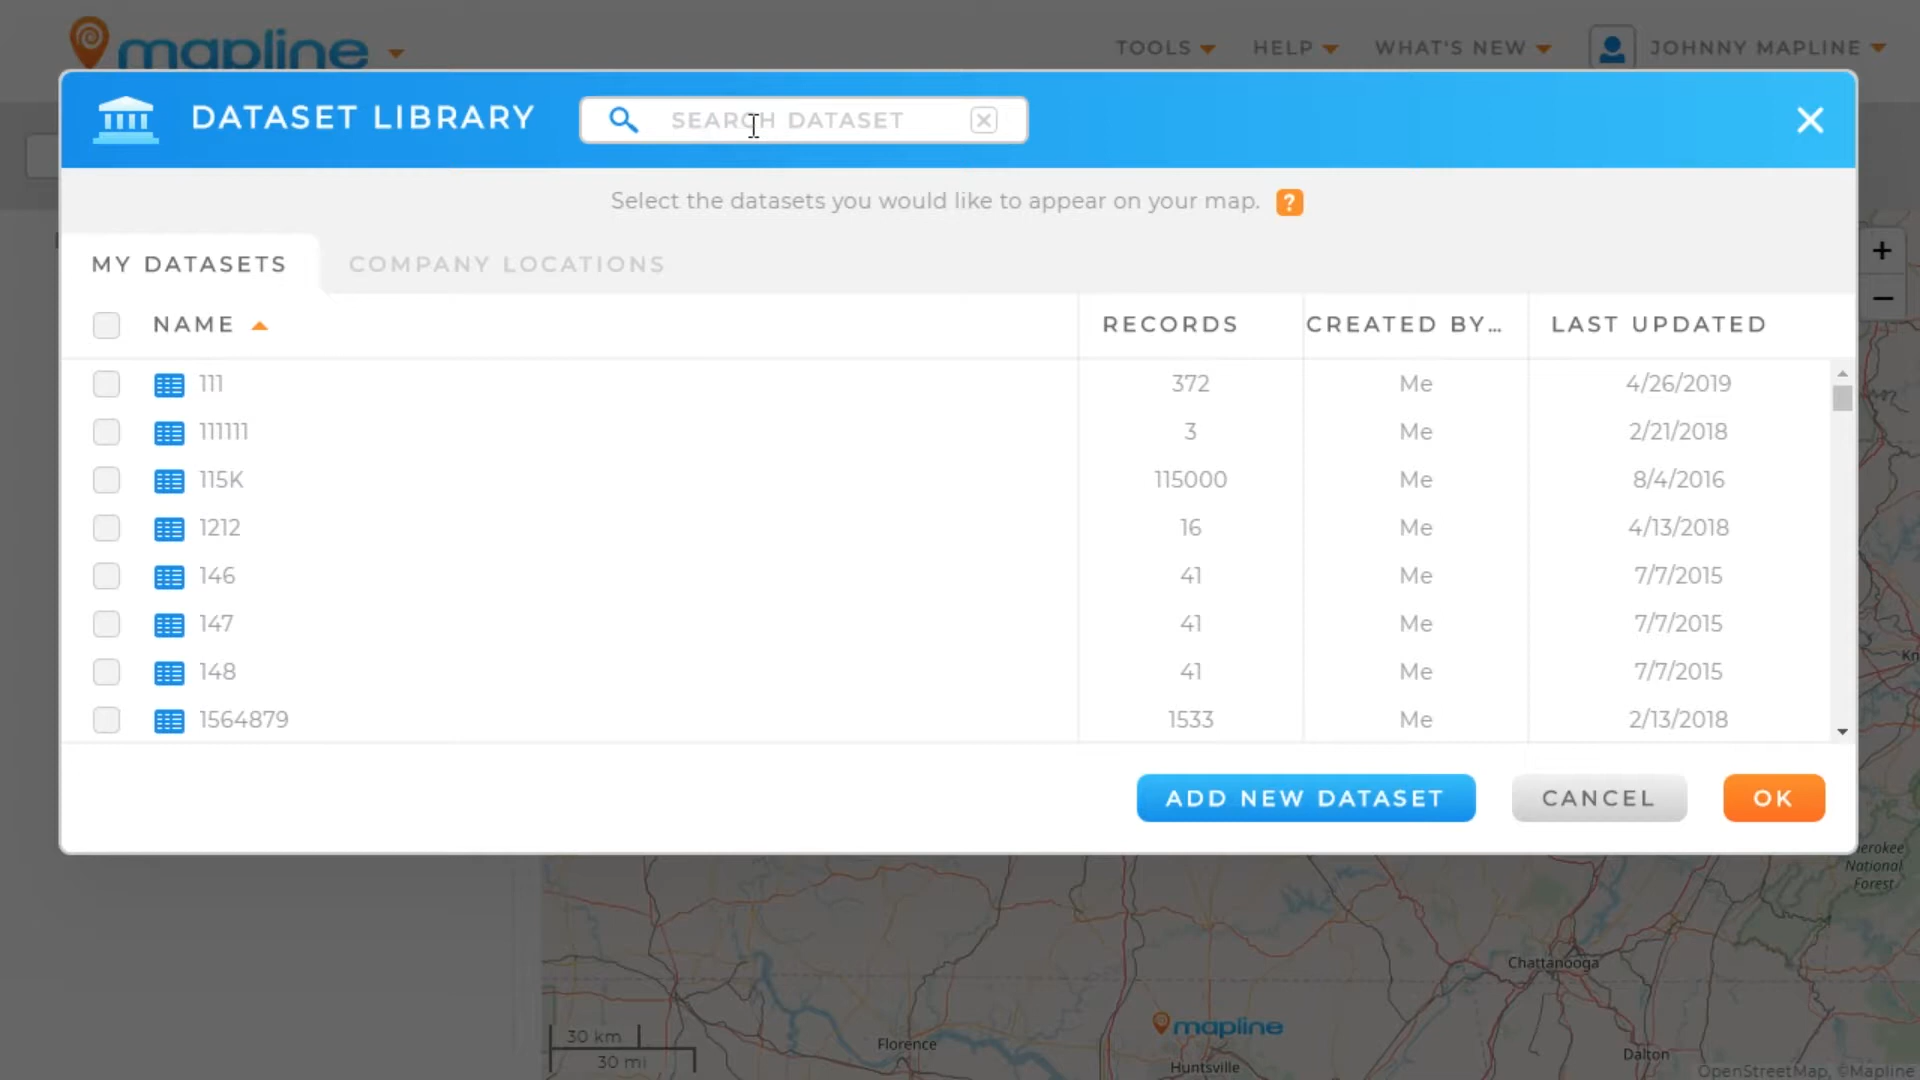 mapline
TOOLS
HELP
WHAT'S NEW
JOHNNY MAPLINE
DATASET LIBRARY
SEARCH DATASET
Select the datasets you would like to appear on your map. ?
MY DATASETS
COMPANY LOCATIONS
NAME RECORDS CREATED BY... LAST UPDATED
111 372 Me 4/26/2019
111111 3 Me 2/21/2018
115K 115000 Me 8/4/2016
1212 16 Me 4/13/2018
146 41 Me 7/7/2015
147 41 Me 7/7/2015
148 41 Me 7/7/2015
1564879 1533 Me 2/13/2018
ADD NEW DATASET
CANCEL
OK
+
−
Kn
erokee
National
Forest
Chattanooga
30 km
30 mi
Florence
mapline
Huntsville
Dalton
OpenStreetMap, ©Mapline